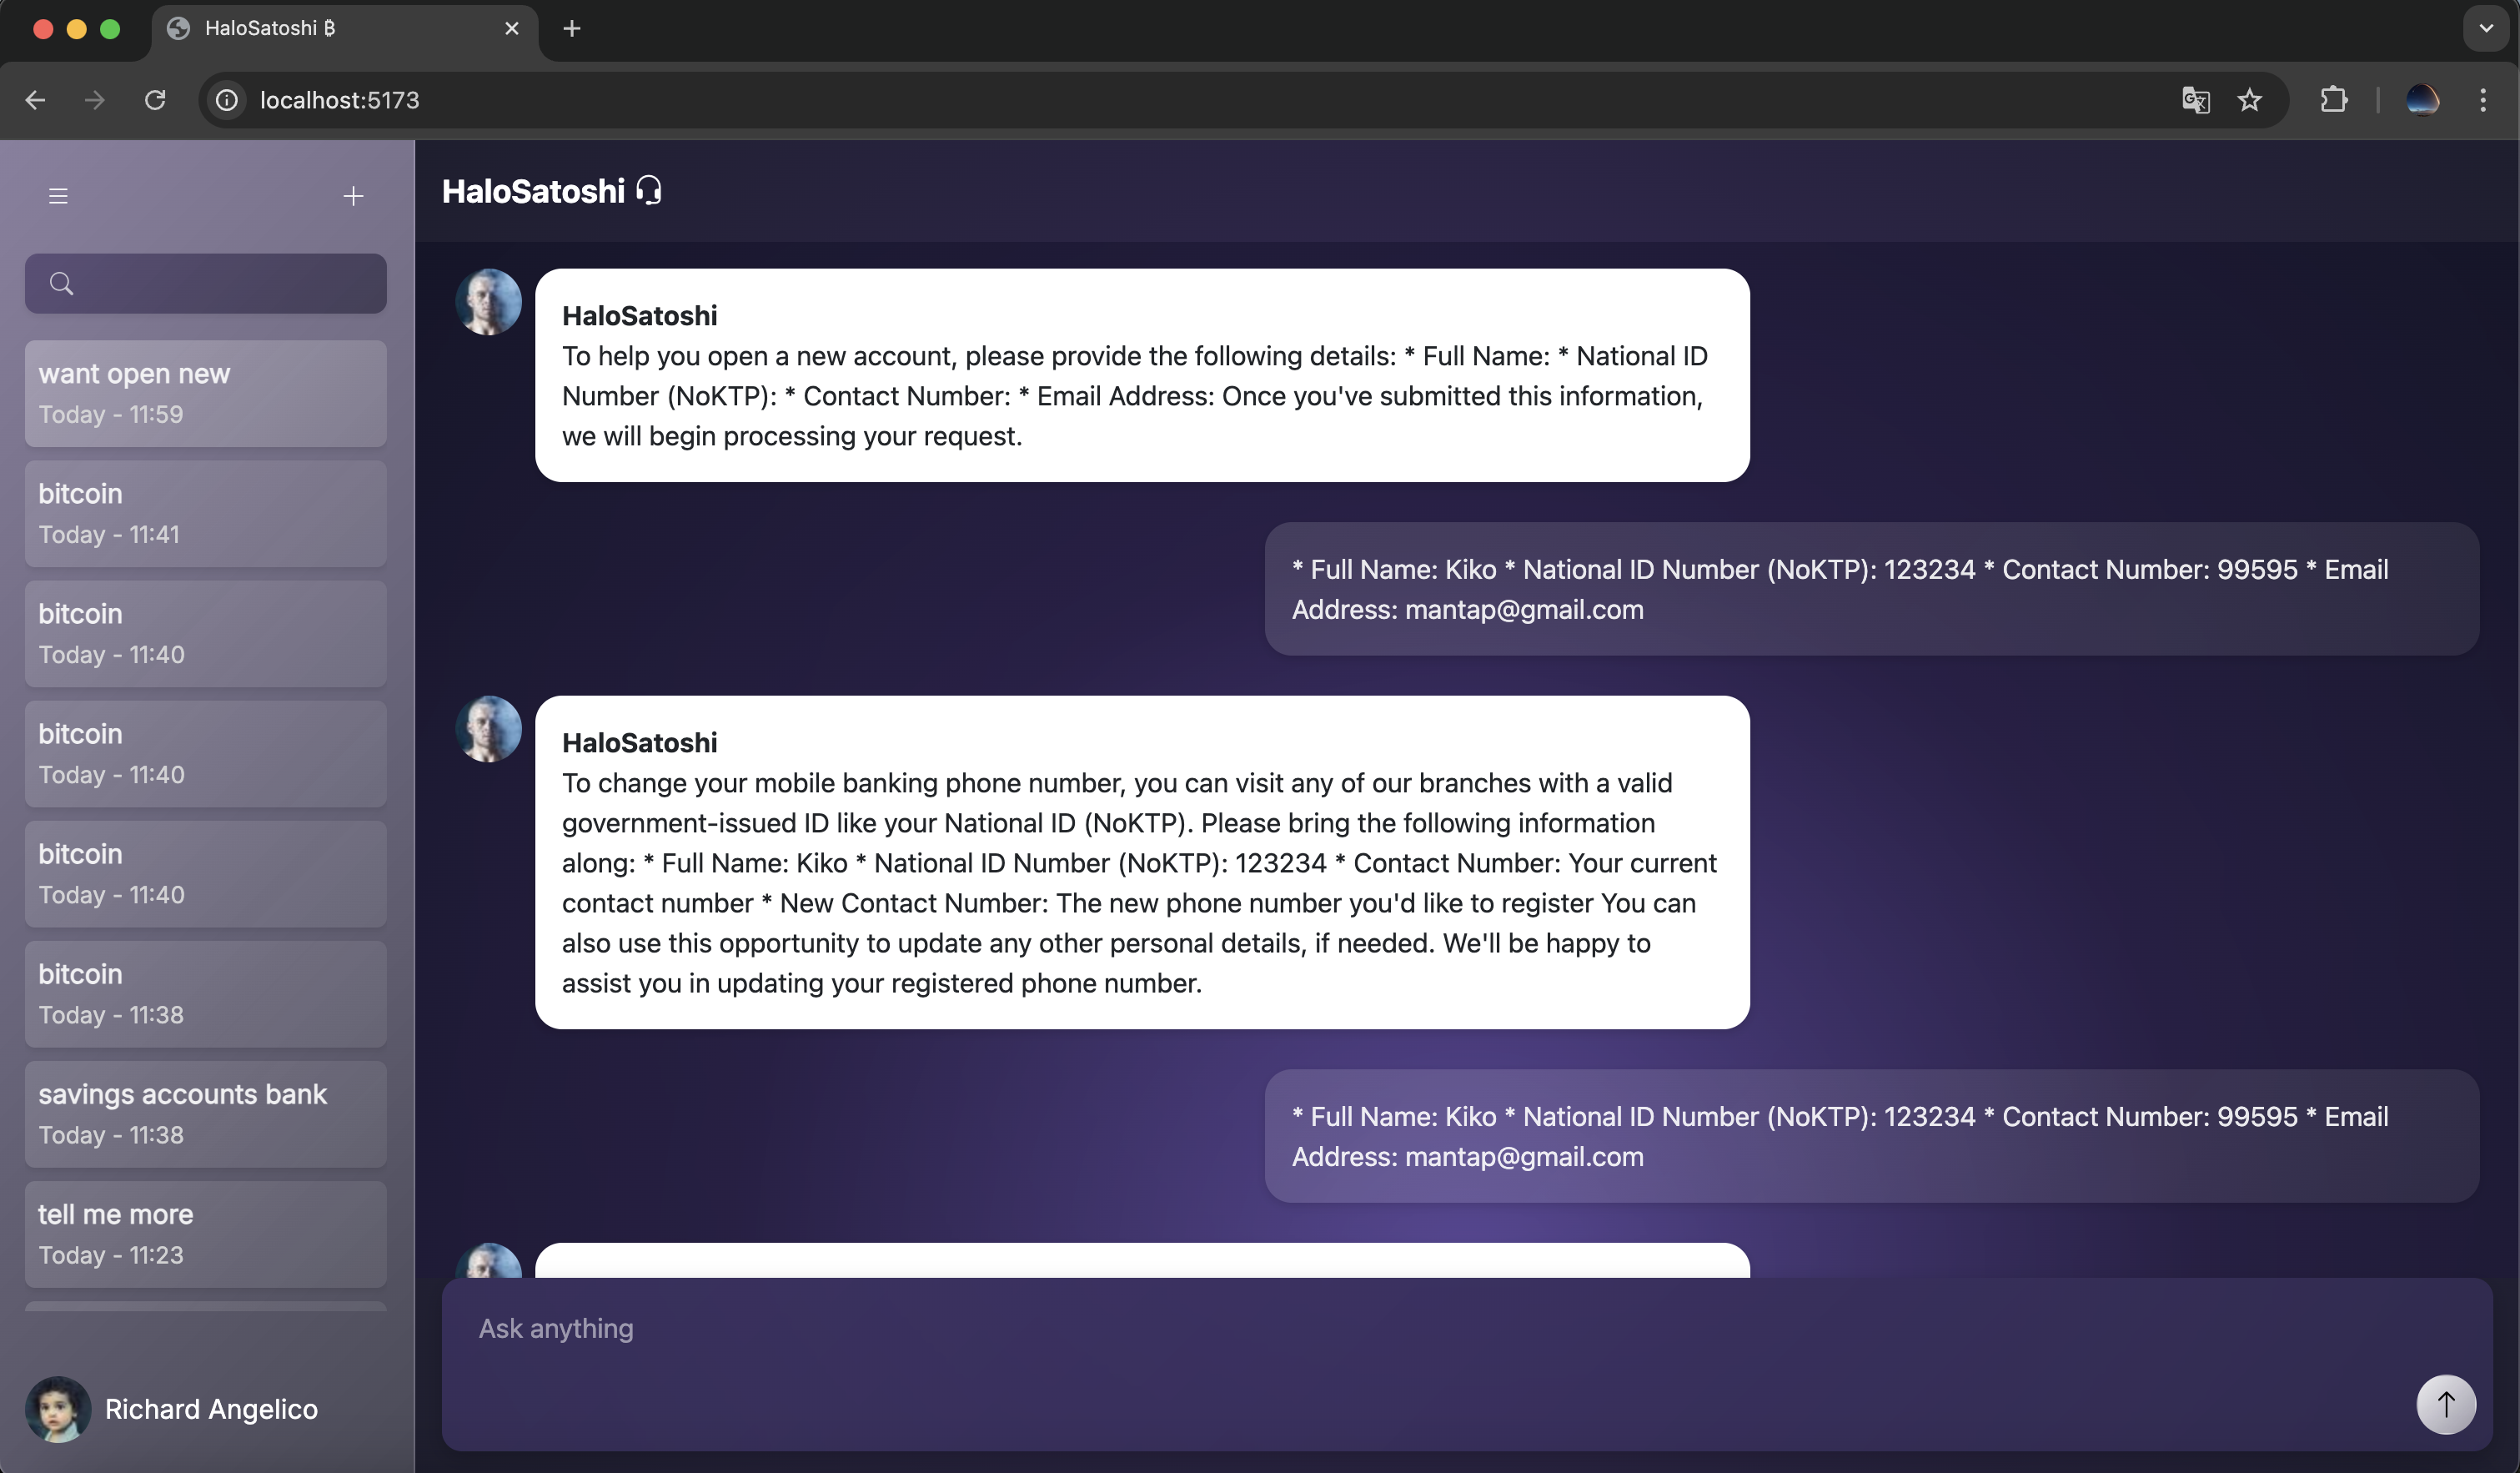 HaloSatoshi ₿
localhost:5173
want open new
Today - 11:59
bitcoin
Today - 11:41
bitcoin
Today - 11:40
bitcoin
Today - 11:40
bitcoin
Today - 11:40
bitcoin
Today - 11:38
savings accounts bank
Today - 11:38
tell me more
Today - 11:23
Richard Angelico
HaloSatoshi
HaloSatoshi
To help you open a new account, please provide the following details: * Full Name: * National ID
Number (NoKTP): * Contact Number: * Email Address: Once you've submitted this information,
we will begin processing your request.
* Full Name: Kiko * National ID Number (NoKTP): 123234 * Contact Number: 99595 * Email
Address: mantap@gmail.com
HaloSatoshi
To change your mobile banking phone number, you can visit any of our branches with a valid
government-issued ID like your National ID (NoKTP). Please bring the following information
along: * Full Name: Kiko * National ID Number (NoKTP): 123234 * Contact Number: Your current
contact number * New Contact Number: The new phone number you'd like to register You can
also use this opportunity to update any other personal details, if needed. We'll be happy to
assist you in updating your registered phone number.
* Full Name: Kiko * National ID Number (NoKTP): 123234 * Contact Number: 99595 * Email
Address: mantap@gmail.com
Ask anything